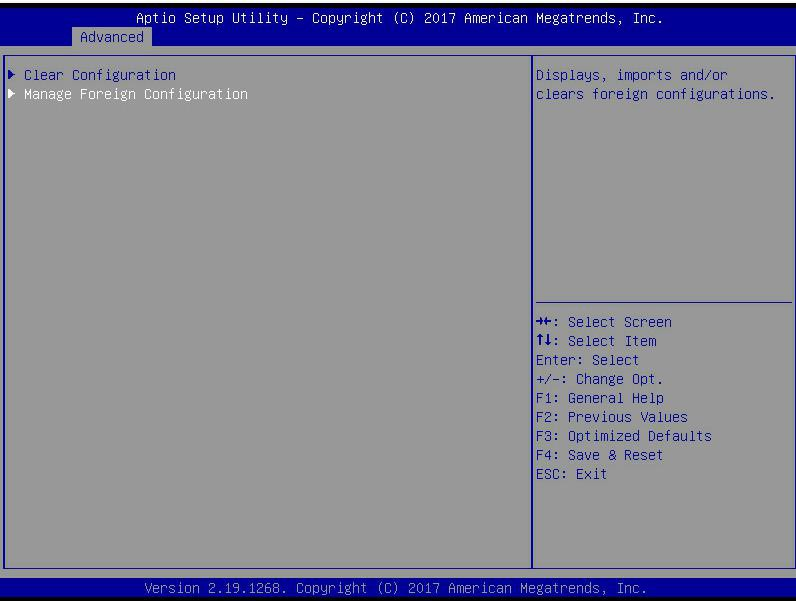 Aptio Setup Utility – Copyright (C) 2017 American Megatrends, Inc.
Advanced
Clear Configuration
Manage Foreign Configuration
Displays, imports and/or
clears foreign configurations.
→←: Select Screen
↑↓: Select Item
Enter: Select
+/-: Change Opt.
F1: General Help
F2: Previous Values
F3: Optimized Defaults
F4: Save & Reset
ESC: Exit
Version 2.19.1268. Copyright (C) 2017 American Megatrends, Inc.